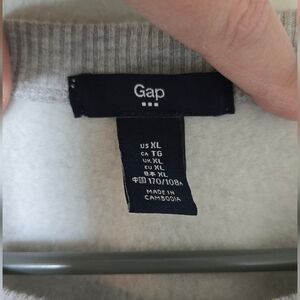 Gap
US XL
CA TG
UK XL
EU XL
日本 XL
中国 170/108A
MADE IN
CAMBODIA